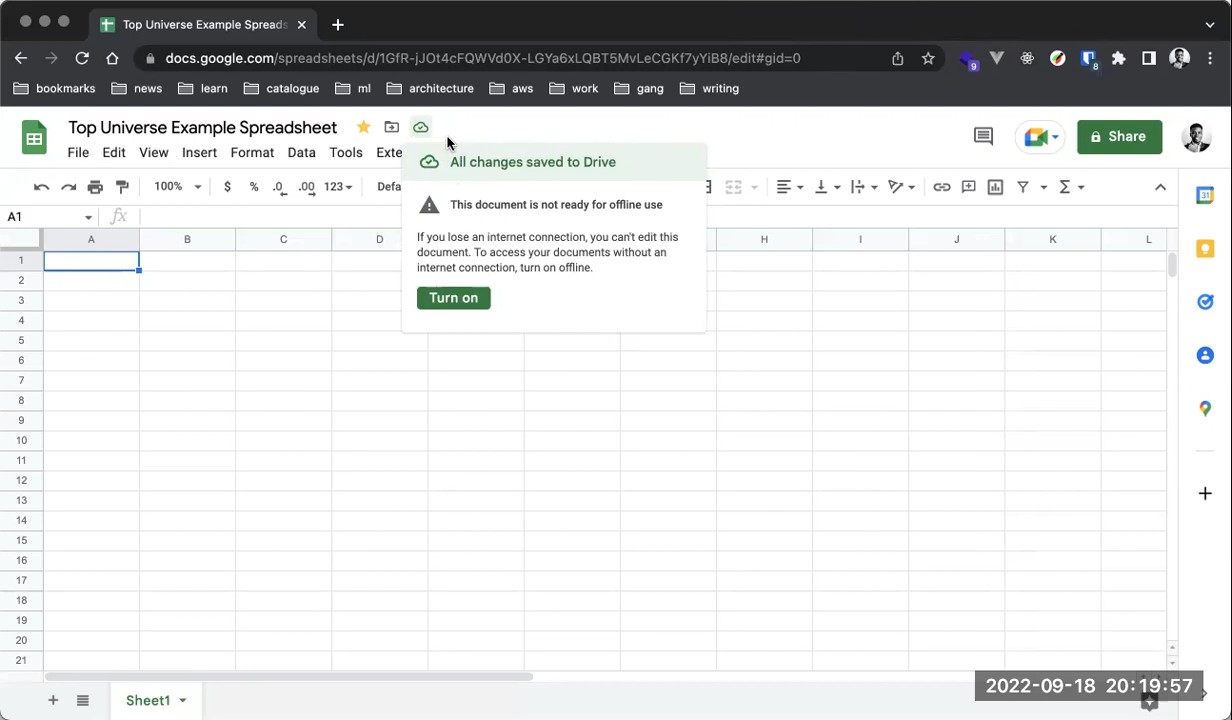 Top Universe Example Spreads
docs.google.com/spreadsheets/d/1GfR-jJOt4cFQWVd0X-LGYa6xLQBT5MvLeCGKf7yYiB8/edit#gid=0
9
8
bookmarks news learn catalogue ml architecture aws work gang writing
Top Universe Example Spreadsheet
Share
File Edit View Insert Format Data Tools Exte
All changes saved to Drive
100% $ % .0 .00 123 Defa
This document is not ready for offline use
A1 fx
If you lose an internet connection, you can't edit this
document. To access your documents without an
internet connection, turn on offline.
Turn on
A B C D H I J K L
1
2
3
4
5
6
7
8
9
10
11
12
13
14
15
16
17
18
19
20
21
Sheet1
2022-09-18 20:19:57
31